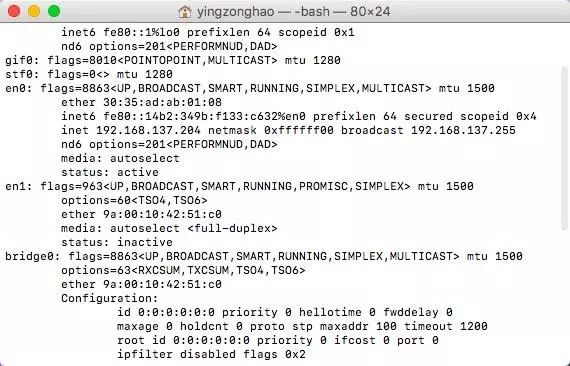 yingzonghao — -bash — 80×24
inet6 fe80::1%lo0 prefixlen 64 scopeid 0x1
nd6 options=201<PERFORMNUD,DAD>
gif0: flags=8010<POINTOPOINT,MULTICAST> mtu 1280
stf0: flags=0<> mtu 1280
en0: flags=8863<UP,BROADCAST,SMART,RUNNING,SIMPLEX,MULTICAST> mtu 1500
ether 30:35:ad:ab:01:08
inet6 fe80::14b2:349b:f133:c632%en0 prefixlen 64 secured scopeid 0x4
inet 192.168.137.204 netmask 0xffffff00 broadcast 192.168.137.255
nd6 options=201<PERFORMNUD,DAD>
media: autoselect
status: active
en1: flags=963<UP,BROADCAST,SMART,RUNNING,PROMISC,SIMPLEX> mtu 1500
options=60<TSO4,TSO6>
ether 9a:00:10:42:51:c0
media: autoselect <full-duplex>
status: inactive
bridge0: flags=8863<UP,BROADCAST,SMART,RUNNING,SIMPLEX,MULTICAST> mtu 1500
options=63<RXCSUM,TXCSUM,TSO4,TSO6>
ether 9a:00:10:42:51:c0
Configuration:
id 0:0:0:0:0:0 priority 0 hellotime 0 fwddelay 0
maxage 0 holdcnt 0 proto stp maxaddr 100 timeout 1200
root id 0:0:0:0:0:0 priority 0 ifcost 0 port 0
ipfilter disabled flags 0x2